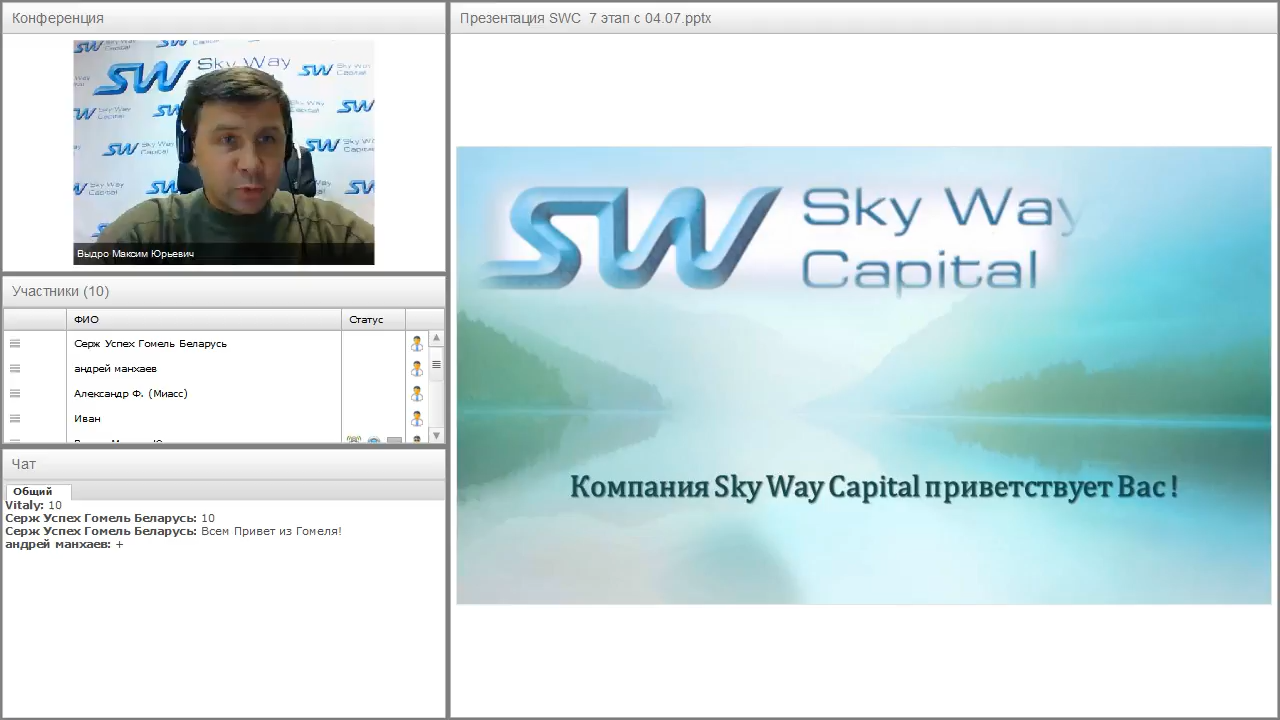 Конференция
Sky Way
Capital
Выдро Максим Юрьевич
Участники (10)
ФИО
Статус
Серж Успех Гомель Беларусь
андрей манхаев
Александр Ф. (Миасс)
Иван
Чат
Общий
Vitaly: 10
Серж Успех Гомель Беларусь: 10
Серж Успех Гомель Беларусь: Всем Привет из Гомеля!
андрей манхаев: +
Презентация SWC 7 этап с 04.07.pptx
SW Sky Way
Capital
Компания Sky Way Capital приветствует Вас !